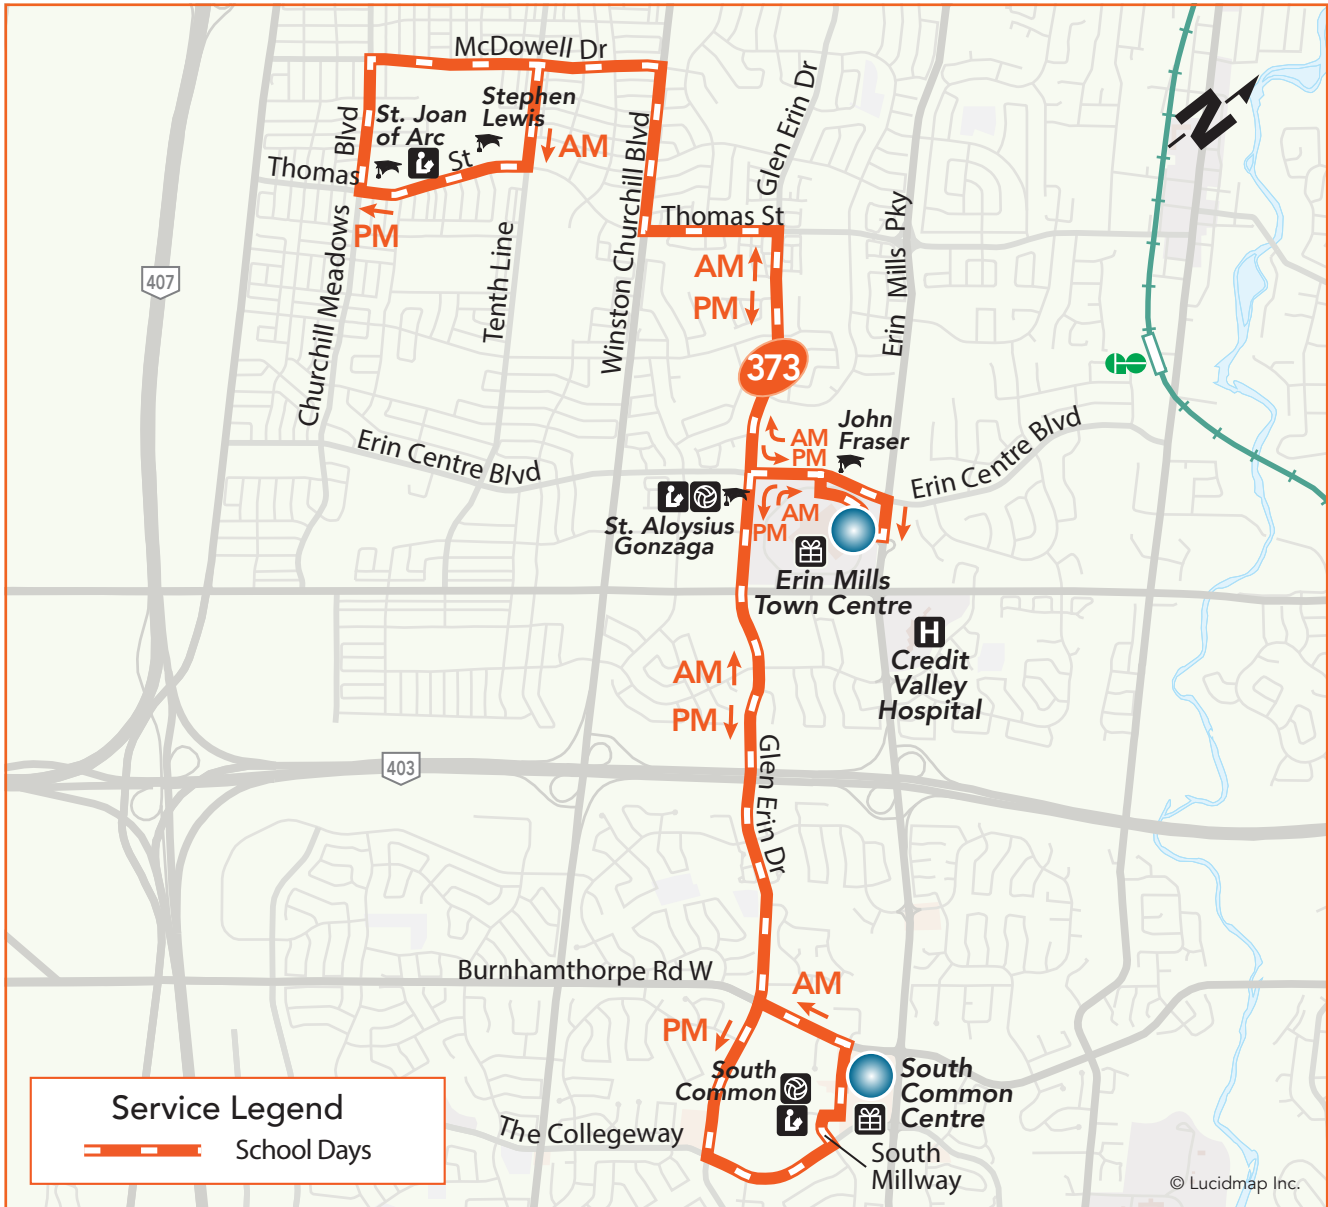 McDowell Dr
Stephen
Lewis
St. Joan
of Arc
Blvd
AM
St
Thomas
PM
Churchill Meadows
Tenth Line
Winston Churchill Blvd
Glen Erin Dr
Thomas St
AM
PM
Erin Mills Pky
N
407
373
GO
John
Fraser
AM
PM
Erin Centre Blvd
Erin Centre Blvd
St. Aloysius
Gonzaga
AM
PM
Erin Mills
Town Centre
H
Credit
Valley
Hospital
AM
PM
Glen Erin Dr
403
Burnhamthorpe Rd W
AM
PM
South
Common
South
Common
Centre
The Collegeway
South
Millway
Service Legend
School Days
© Lucidmap Inc.